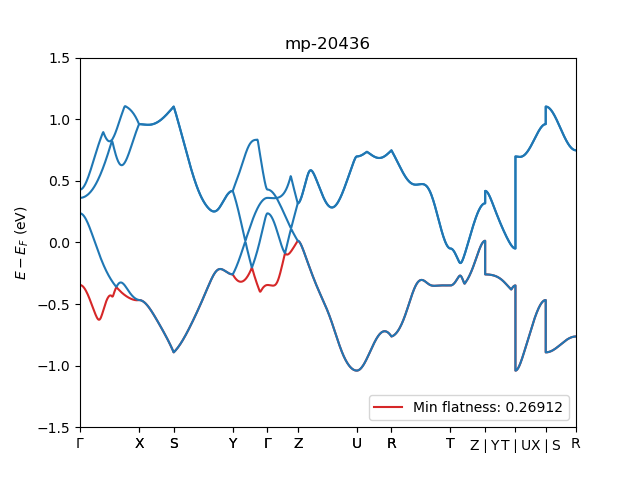 mp-20436
E − E_F (eV)
1.5
1.0
0.5
0.0
−0.5
−1.0
−1.5
Min flatness: 0.26912
Γ X S Y Γ Z U R T Z | Y T | U X | S R